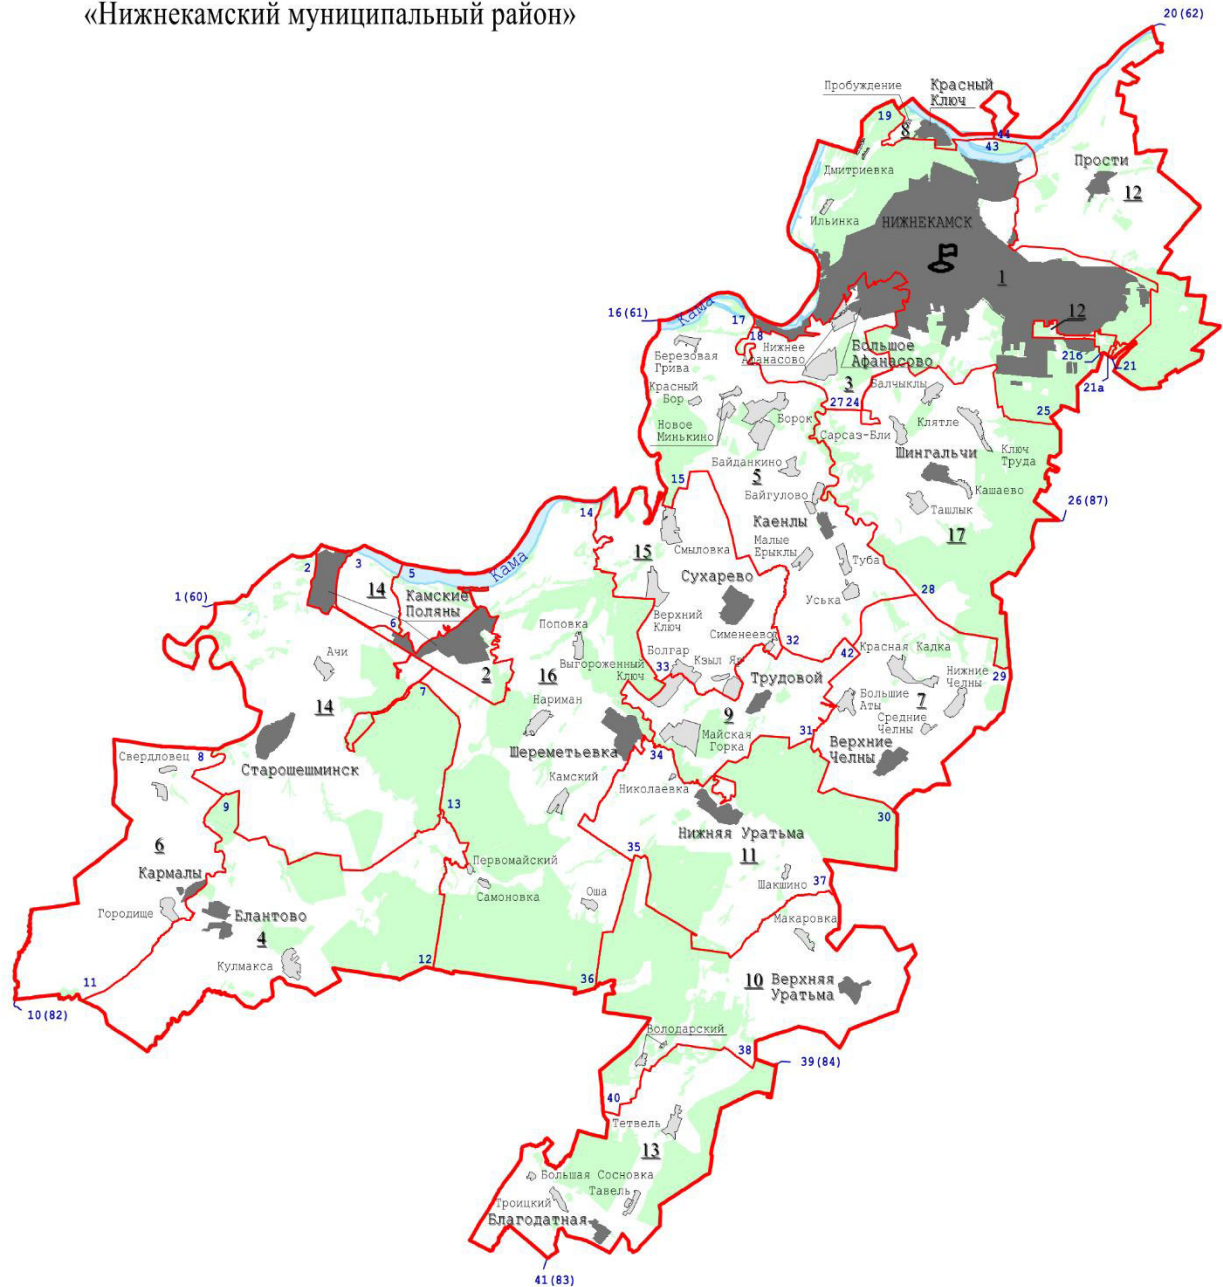 «Нижнекамский муниципальный район»
20(62)
Пробуждение
Красный
Ключ
19
8
44
43
Прости
12
Дмитриевка
Ильинка
НИЖНЕКАМСК
1
16(61)
Кама
17
18
12
Березовая
Грива
Нижнее
Афанасово
Большое
Афанасово
21б
21
21а
3
Балчыклы
Красный
Бор
27
24
25
Борок
Новое
Минькино
Сарсаз-Бли
Клятле
Ключ
Труда
Шингальчи
Байданкино
5
15
Байгулово
Кашаево
Ташлык
26(87)
14
Каенлы
17
15
Смыловка
Малые
Ерыклы
Туба
2
3
5
Кама
14
Камские
Поляны
Сухарево
Уська
28
1(60)
Верхний
Ключ
6
Поповка
Сименеево
32
42
Ачи
Болгар
Красная Кадка
Выгороженный
Ключ
33
Кзыл Яр
Нижние
Челны
29
16
2
7
Трудовой
14
Нариман
9
Большие
Аты
7
Средние
Челны
Майская
Горка
31
Шереметьевка
Верхние
Челны
Свердловец
8
Старошешминск
34
Камский
Николаевка
9
13
30
Нижняя Уратьма
6
35
11
Кармалы
Первомайский
Шакшино
37
Самоновка
Оша
Городище
Елантово
Макаровка
4
Кулмакса
12
11
36
10
Верхняя
Уратьма
10(82)
Володарский
38
39(84)
40
Тетвель
13
Большая Сосновка
Тавель
Троицкий
Благодатная
41(83)